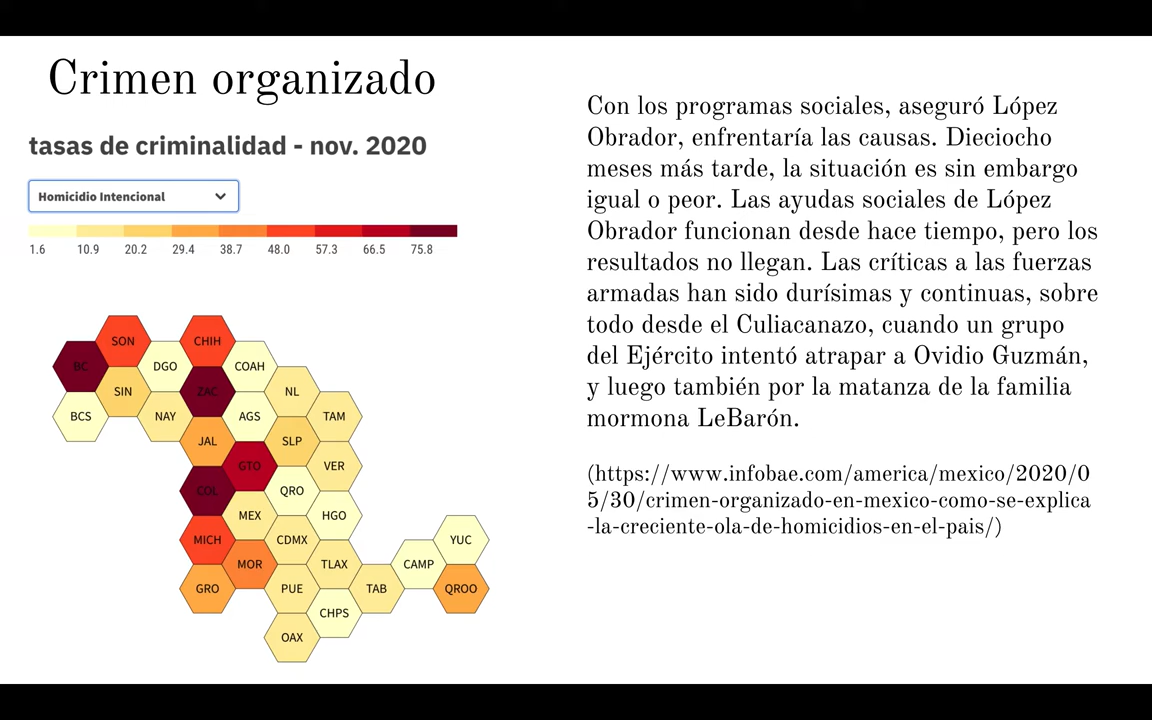 Crimen organizado
tasas de criminalidad - nov. 2020
Homicidio Intencional
1.6 10.9 20.2 29.4 38.7 48.0 57.3 66.5 75.8
SON CHIH
BC DGO COAH
SIN ZAC NL
BCS NAY AGS TAM
JAL SLP
GTO VER
COL QRO
MEX HGO
MICH CDMX YUC
MOR TLAX CAMP
GRO PUE TAB QROO
CHPS
OAX
Con los programas sociales, aseguró López
Obrador, enfrentaría las causas. Dieciocho
meses más tarde, la situación es sin embargo
igual o peor. Las ayudas sociales de López
Obrador funcionan desde hace tiempo, pero los
resultados no llegan. Las críticas a las fuerzas
armadas han sido durísimas y continuas, sobre
todo desde el Culiacanazo, cuando un grupo
del Ejército intentó atrapar a Ovidio Guzmán,
y luego también por la matanza de la familia
mormona LeBarón.
(https://www.infobae.com/america/mexico/2020/0
5/30/crimen-organizado-en-mexico-como-se-explica
-la-creciente-ola-de-homicidios-en-el-pais/)